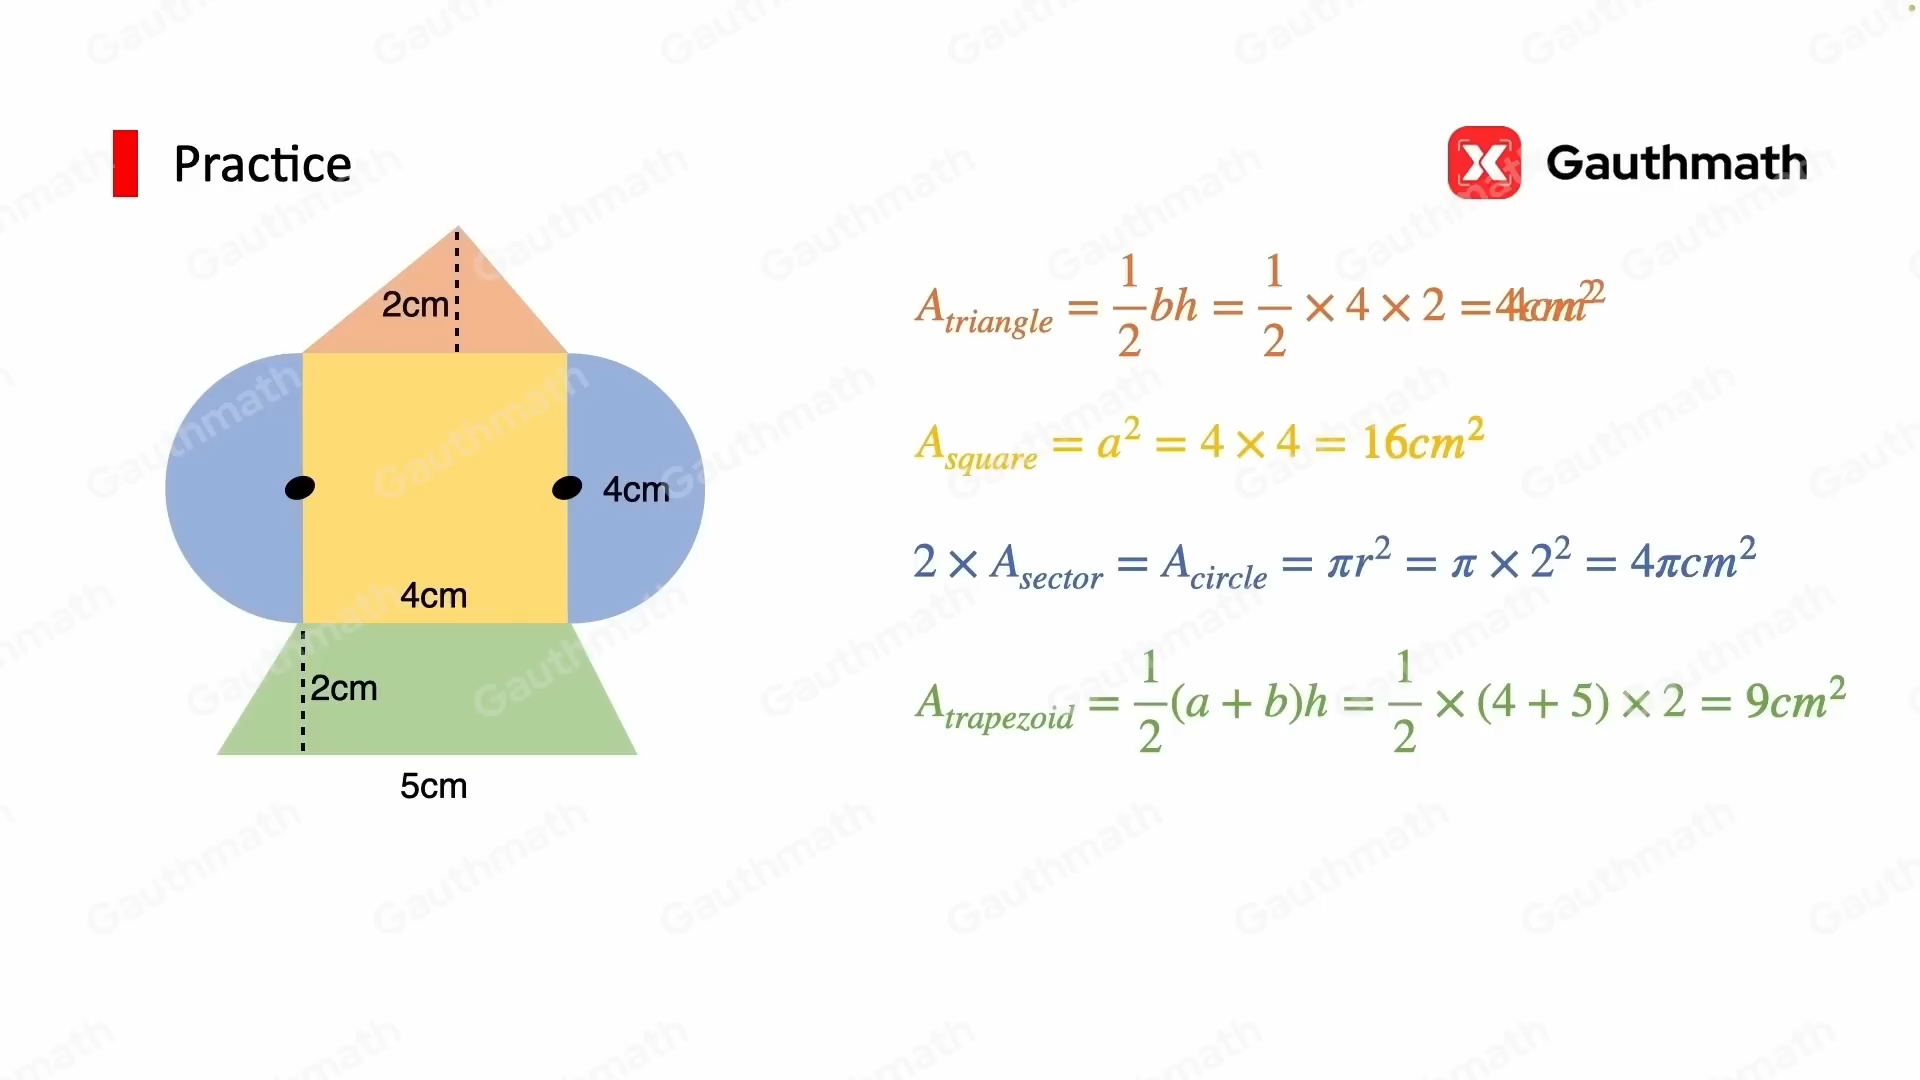 Practice
Gauthmath
2cm
4cm
4cm
2cm
5cm
A_triangle = 1/2 bh = 1/2 × 4 × 2 = 4cm²
A_square = a² = 4 × 4 = 16cm²
2 × A_sector = A_circle = πr² = π × 2² = 4πcm²
A_trapezoid = 1/2 (a + b)h = 1/2 × (4 + 5) × 2 = 9cm²